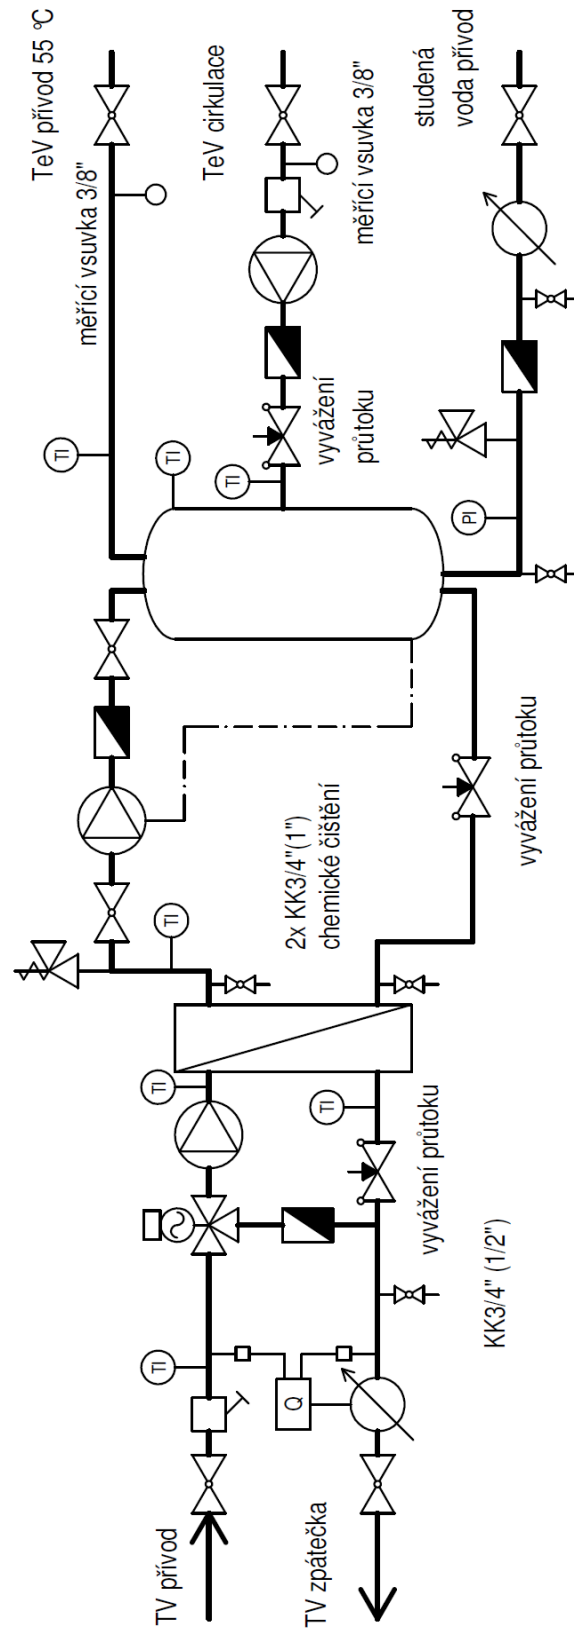 TeV přívod 55 °C
TI
měřící vsuvka 3/8"
TV přívod
TI
TI
TI
TI
TeV cirkulace
TI
Q
2x KK3/4"(1")
chemické čištění
TV zpátečka
TI
vyvážení
průtoku
měřící vsuvka 3/8"
studená
voda přívod
vyvážení průtoku
PI
KK3/4" (1/2")
vyvážení průtoku